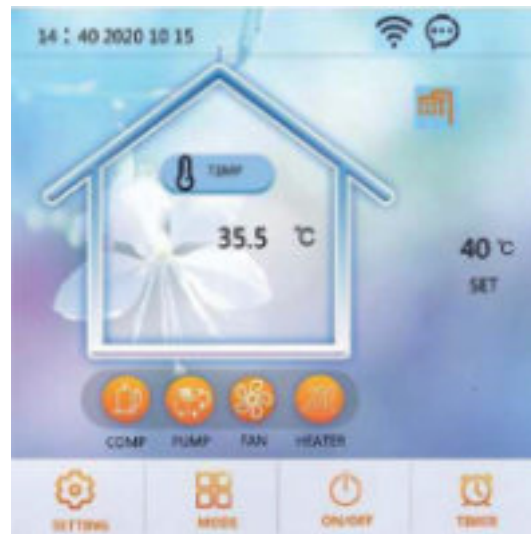 14 : 40 2020 10 15
TEMP
35.5 ℃
40 ℃
SET
COMP PUMP FAN HEATER
SETTING MODE ON/OFF TIMER